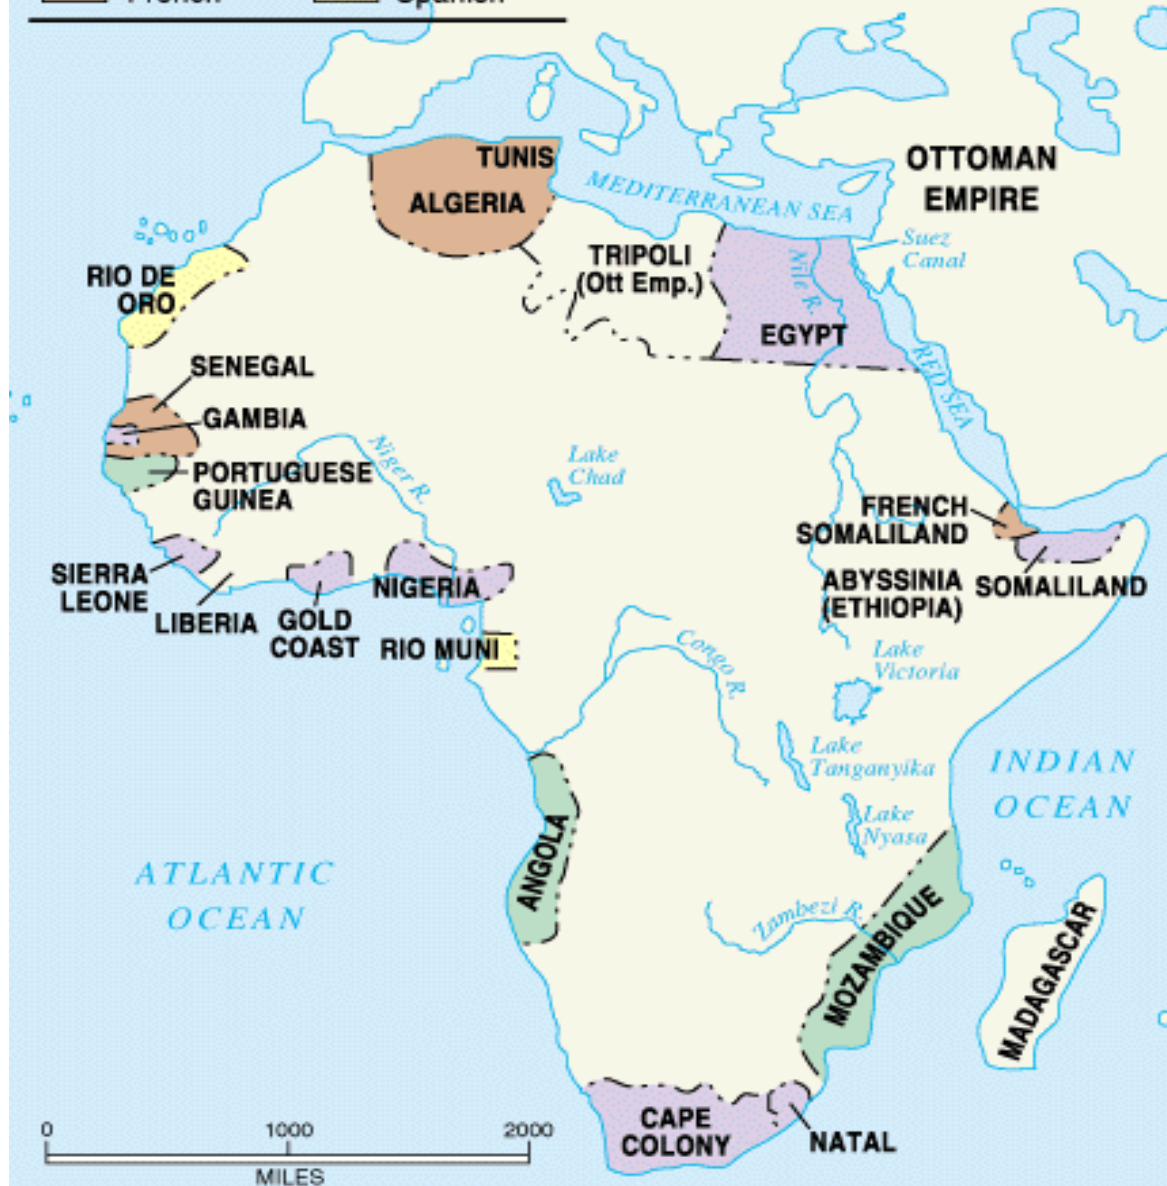 French
Spanish
OTTOMAN
EMPIRE
TUNIS
ALGERIA
MEDITERRANEAN SEA
Suez
Canal
TRIPOLI
(Ott Emp.)
Nile R.
EGYPT
RIO DE
ORO
RED SEA
SENEGAL
GAMBIA
Niger R.
Lake
Chad
PORTUGUESE
GUINEA
FRENCH
SOMALILAND
SIERRA
LEONE
LIBERIA
GOLD
COAST
NIGERIA
ABYSSINIA
(ETHIOPIA)
SOMALILAND
RIO MUNI
Congo R.
Lake
Victoria
Lake
Tanganyika
INDIAN
OCEAN
Lake
Nyasa
ANGOLA
ATLANTIC
OCEAN
Zambezi R.
MOZAMBIQUE
MADAGASCAR
CAPE
COLONY
NATAL
0 1000 2000
MILES